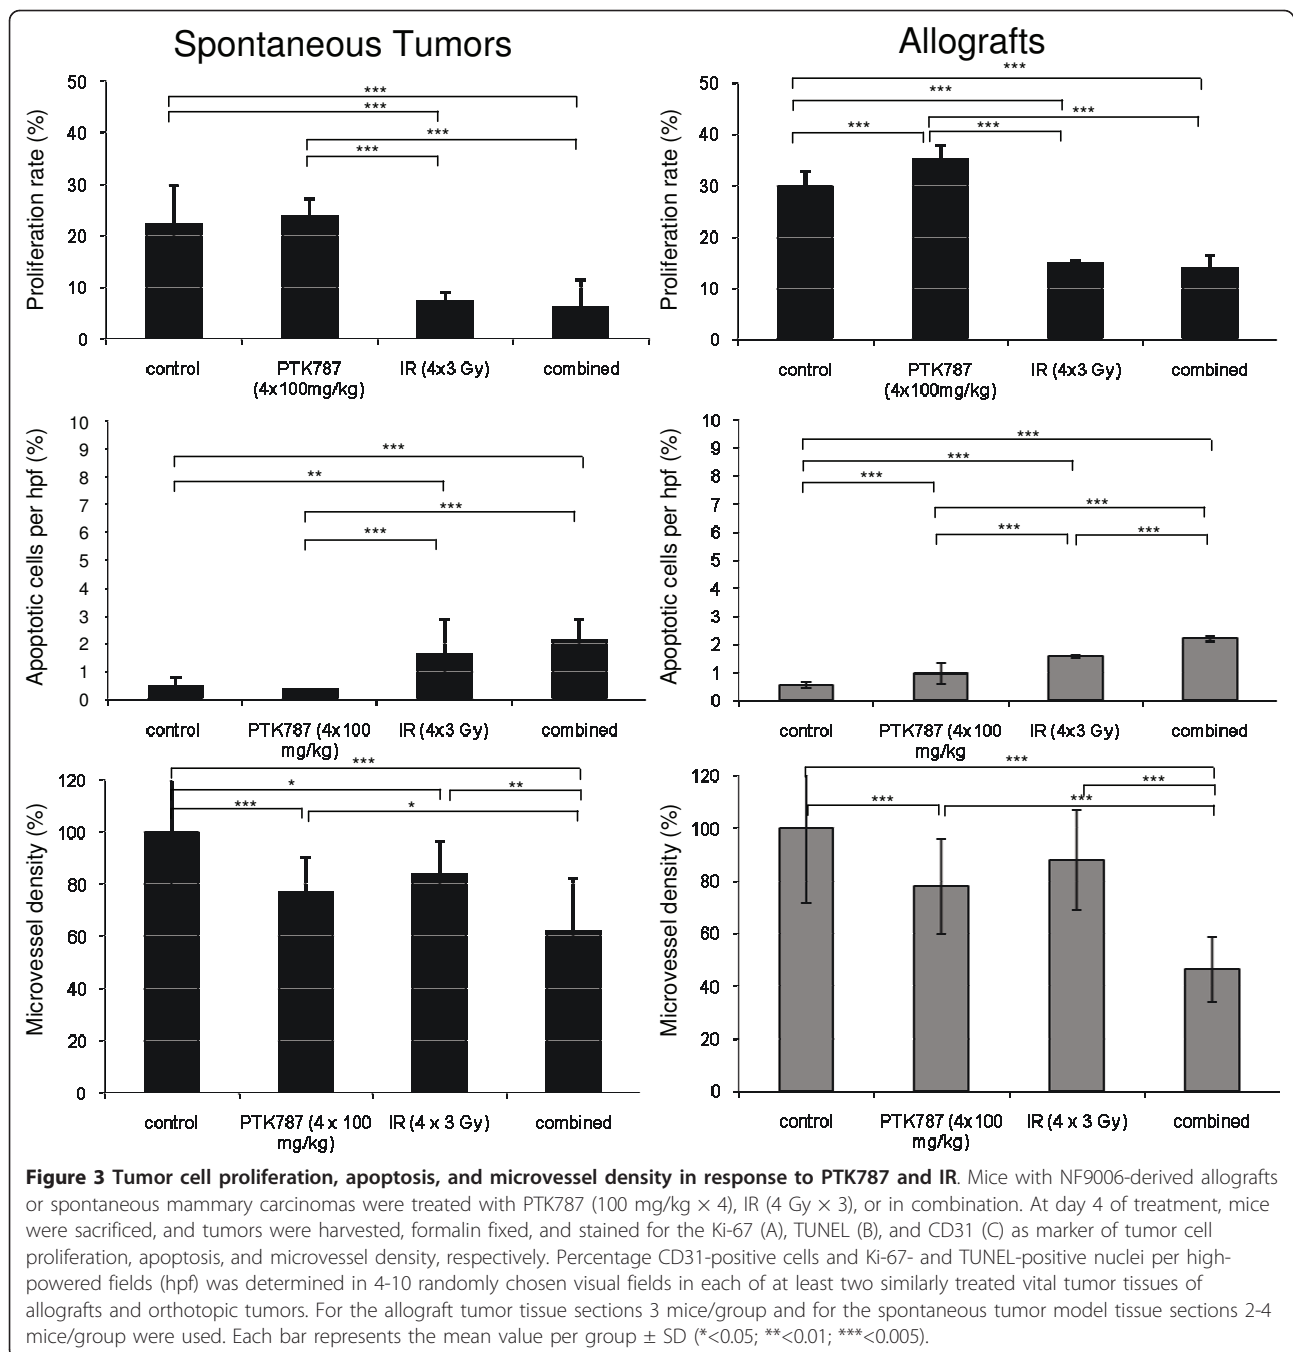 Spontaneous Tumors
Proliferation rate (%)
50
40
30
20
10
0
***
***
***
***
control
PTK787
(4x100mg/kg)
IR (4x3 Gy)
combined
Allografts
Proliferation rate (%)
50
40
30
20
10
0
***
***
***
***
***
control
PTK787
(4x100mg/kg)
IR (4x3 Gy)
combined
Apoptotic cells per hpf (%)
10
9
8
7
6
5
4
3
2
1
0
***
**
***
***
control
PTK787 (4x100
mg/kg)
IR (4x3 Gy)
combined
Apoptotic cells per hpf (%)
10
9
8
7
6
5
4
3
2
1
0
***
***
***
***
***
***
control
PTK787 (4x100
mg/kg
IR (4x3 Gy)
combined
Microvessel density (%)
120
100
80
60
40
20
0
***
*
**
***
*
control
PTK787 (4 x 100
mg/kg)
IR (4 x 3 Gy)
combined
Microvessel density (%)
120
100
80
60
40
20
0
***
***
***
***
control
PTK787 (4x 100
mg/kg)
IR (4 x 3 Gy)
combined
Figure 3 Tumor cell proliferation, apoptosis, and microvessel density in response to PTK787 and IR. Mice with NF9006-derived allografts
or spontaneous mammary carcinomas were treated with PTK787 (100 mg/kg × 4), IR (4 Gy × 3), or in combination. At day 4 of treatment, mice
were sacrificed, and tumors were harvested, formalin fixed, and stained for the Ki-67 (A), TUNEL (B), and CD31 (C) as marker of tumor cell
proliferation, apoptosis, and microvessel density, respectively. Percentage CD31-positive cells and Ki-67- and TUNEL-positive nuclei per high-
powered fields (hpf) was determined in 4-10 randomly chosen visual fields in each of at least two similarly treated vital tumor tissues of
allografts and orthotopic tumors. For the allograft tumor tissue sections 3 mice/group and for the spontaneous tumor model tissue sections 2-4
mice/group were used. Each bar represents the mean value per group ± SD (*<0.05; **<0.01; ***<0.005).